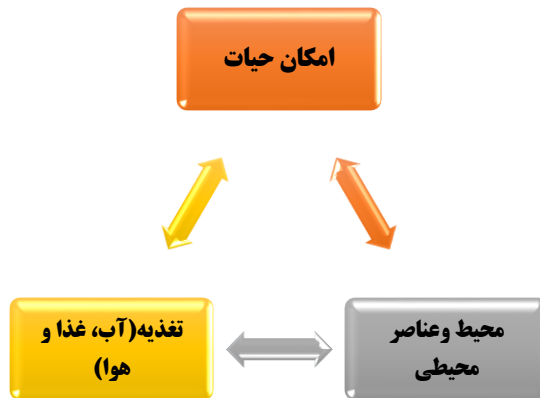 امکان حیات
محیط وعناصر
محیطی
تغذیه(آب، غذا و
هوا)